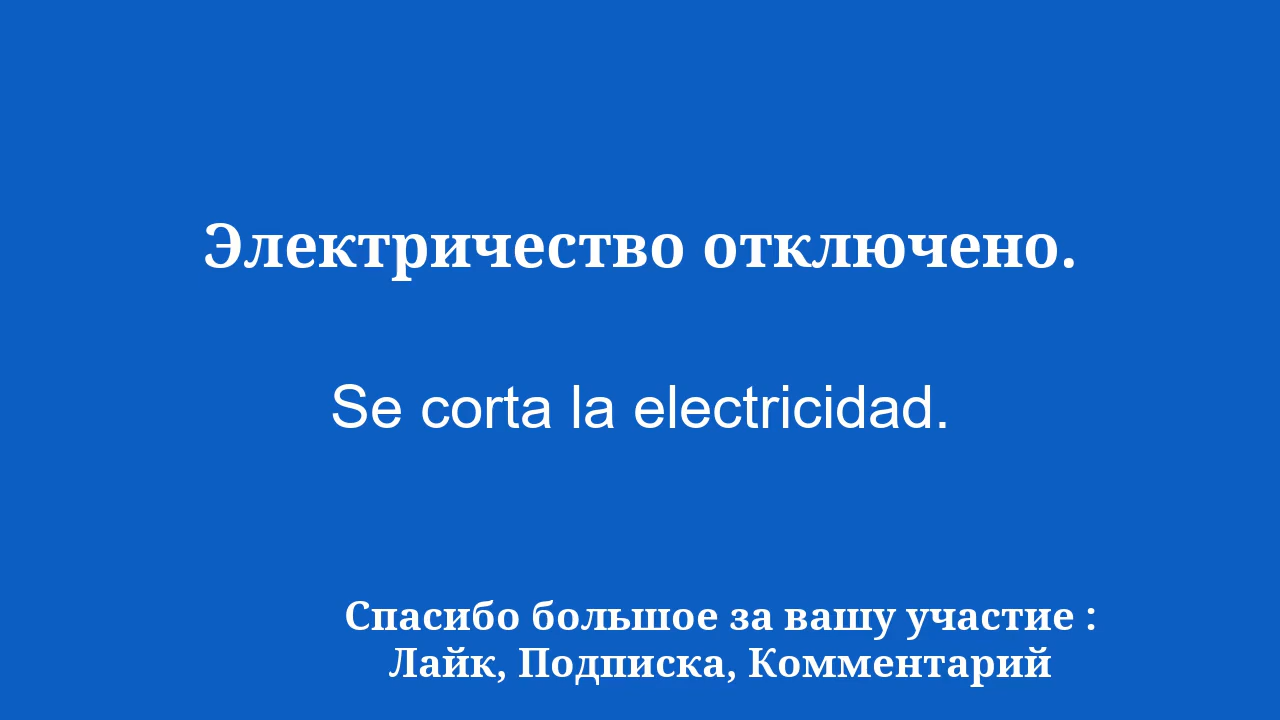 Электричество отключено.
Se corta la electricidad.
Спасибо большое за вашу участие :
Лайк, Подписка, Комментарий